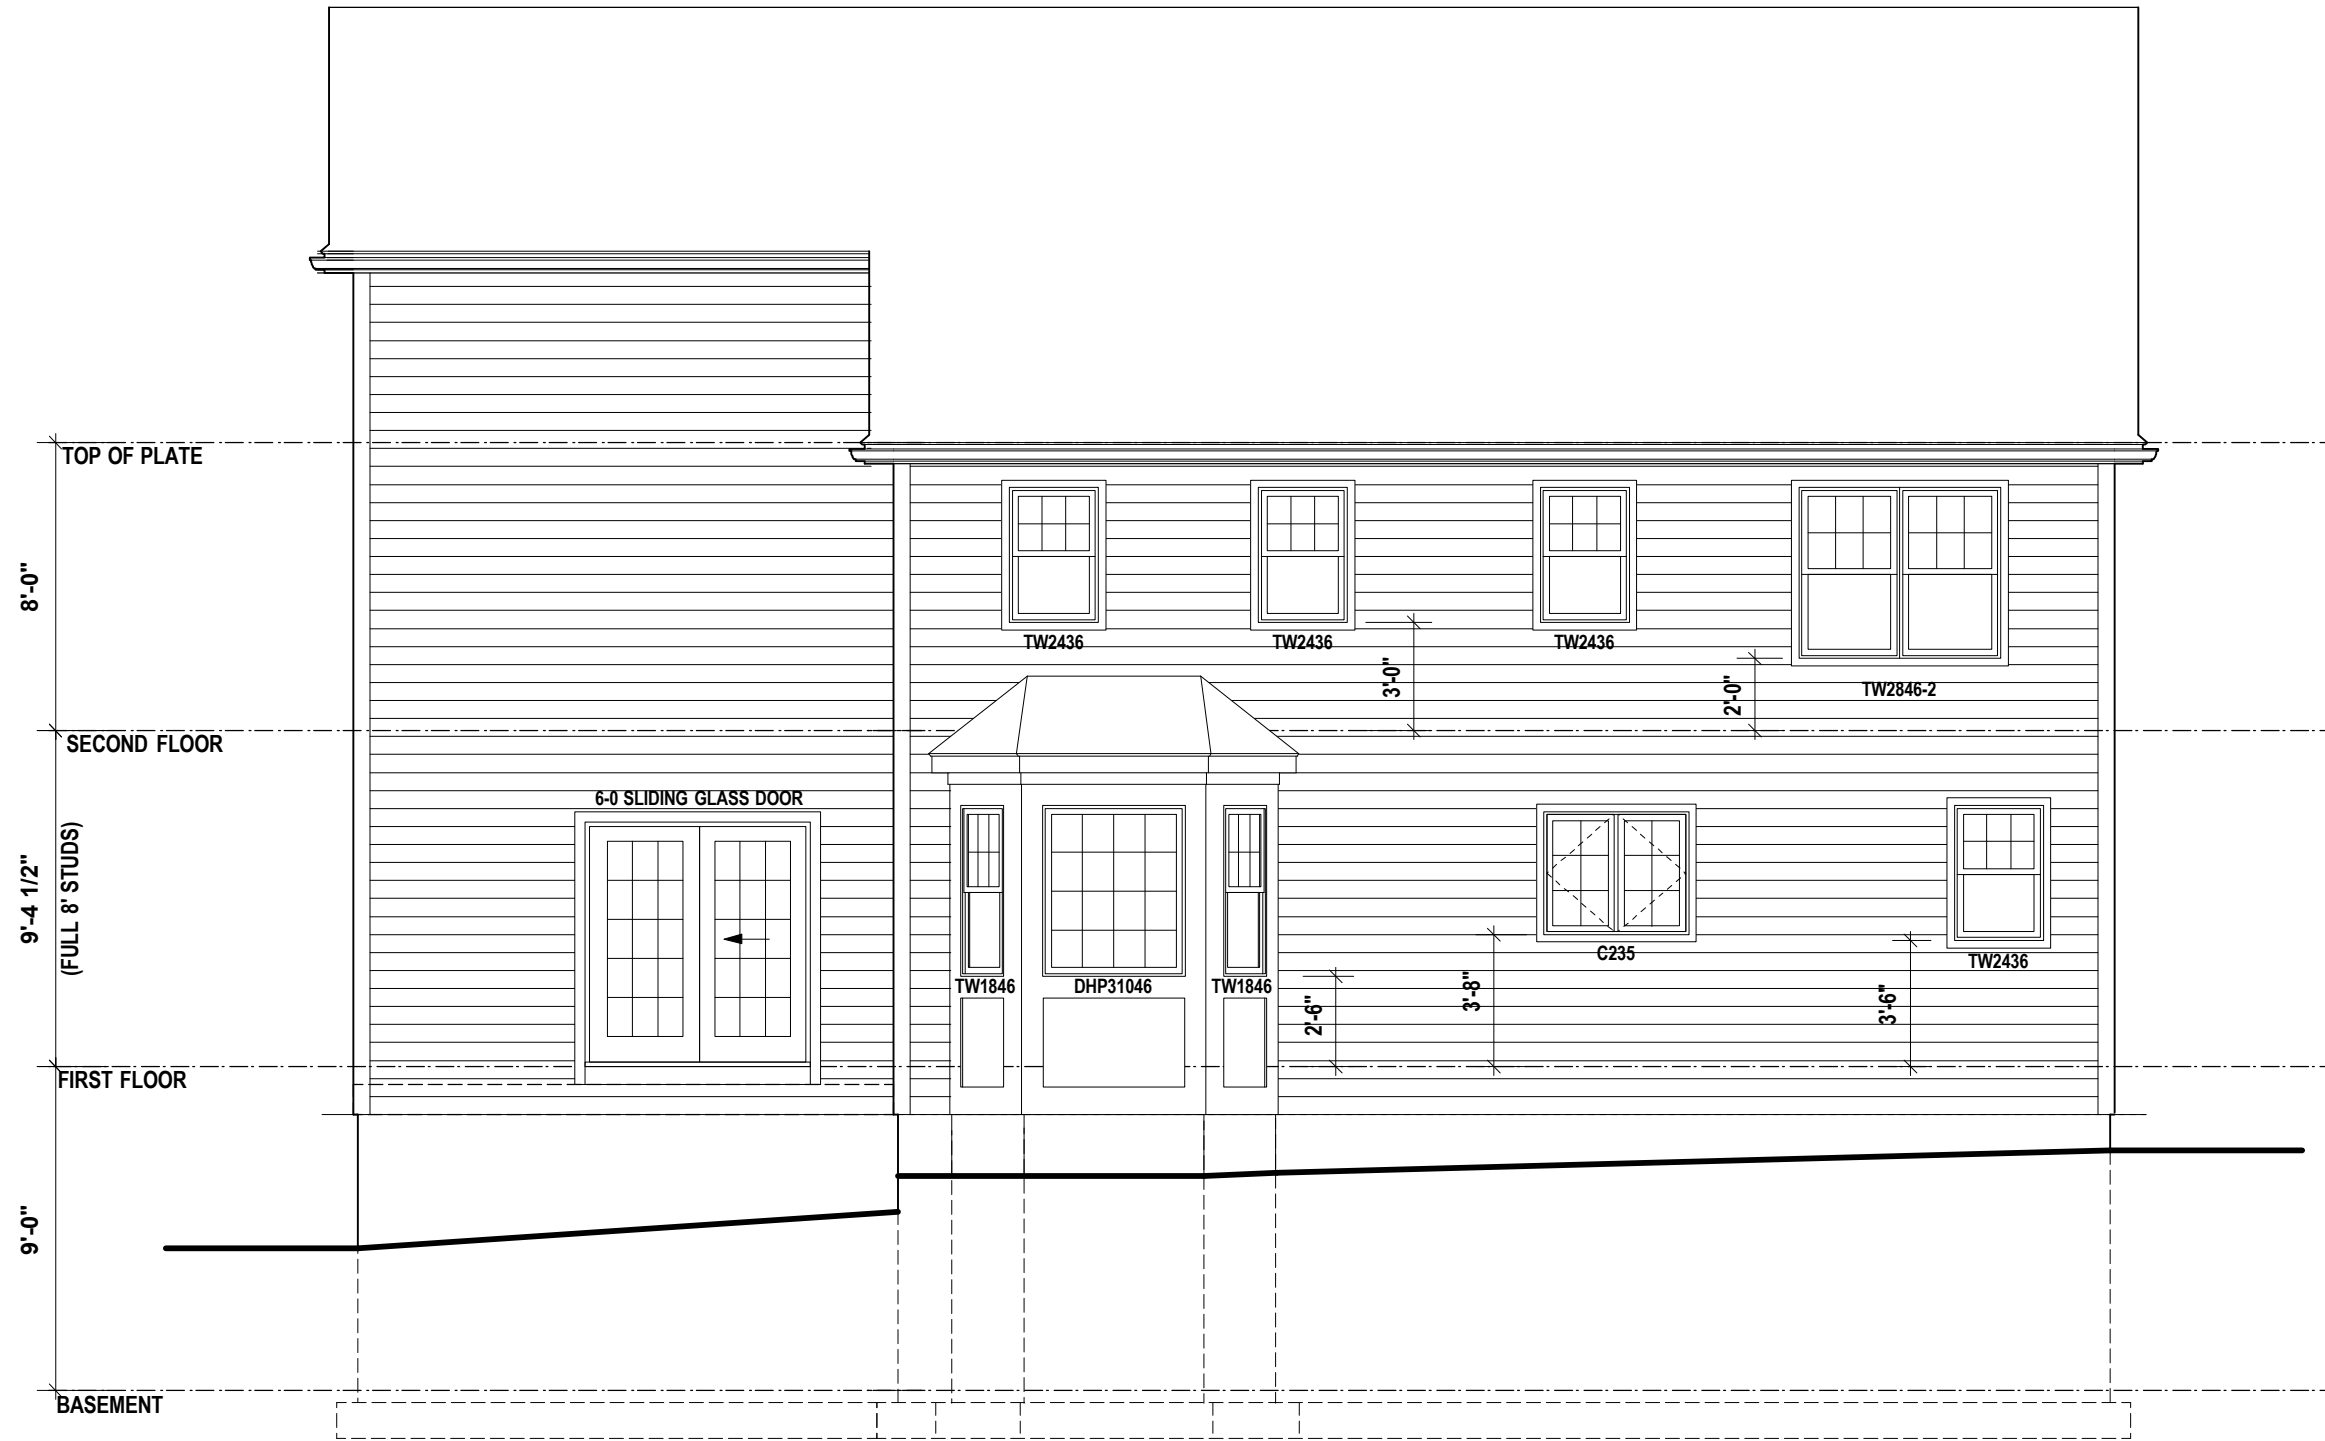 TOP OF PLATE
8'-0"
TW2436
TW2436
TW2436
3'-0"
2'-0"
TW2846-2
SECOND FLOOR
6-0 SLIDING GLASS DOOR
9'-4 1/2"
(FULL 8' STUDS)
TW1846
DHP31046
TW1846
C235
TW2436
2'-6"
3'-8"
3'-6"
FIRST FLOOR
9'-0"
BASEMENT